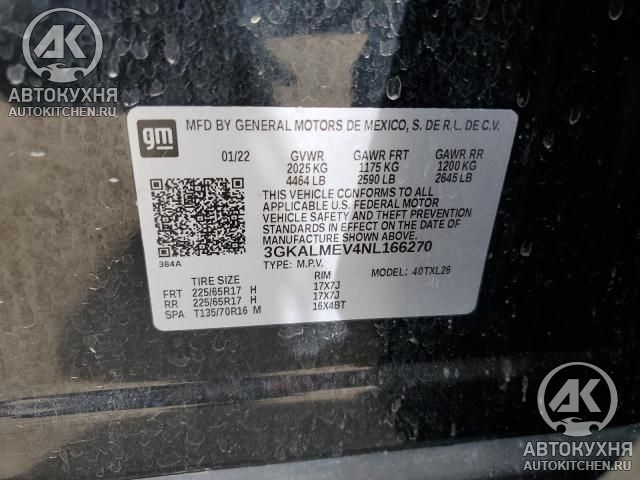 AK
АВТОКУХНЯ
AUTOKITCHEN.RU
gm
MFD BY GENERAL MOTORS DE MEXICO, S. DE R.L. DE C.V.
01/22 GVWR GAWR FRT GAWR RR
2025 KG 1175 KG 1200 KG
4464 LB 2590 LB 2645 LB
THIS VEHICLE CONFORMS TO ALL
APPLICABLE U.S. FEDERAL MOTOR
VEHICLE SAFETY AND THEFT PREVENTION
STANDARDS IN EFFECT ON THE DATE OF
MANUFACTURE SHOWN ABOVE.
3GKALMEV4NL166270
384A
TYPE: M.P.V. MODEL: 40TXL26
TIRE SIZE RIM
FRT 225/65R17 H 17X7J
RR 225/65R17 H 17X7J
SPA T135/70R16 M 16X4BT
AK
АВТОКУХНЯ
AUTOKITCHEN.RU